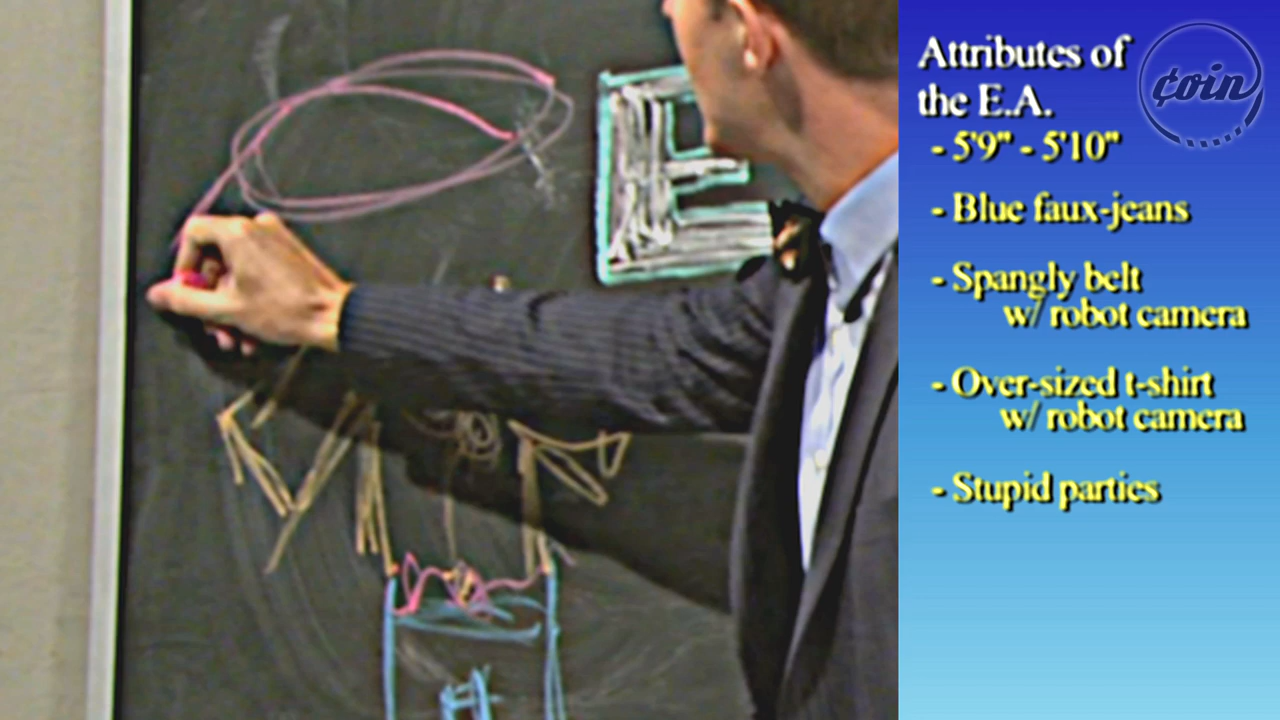 E
Attributes of
the E.A.
- 5'9" - 5'10"
- Blue faux-jeans
- Spangly belt
w/ robot camera
- Over-sized t-shirt
w/ robot camera
- Stupid parties
¢oin